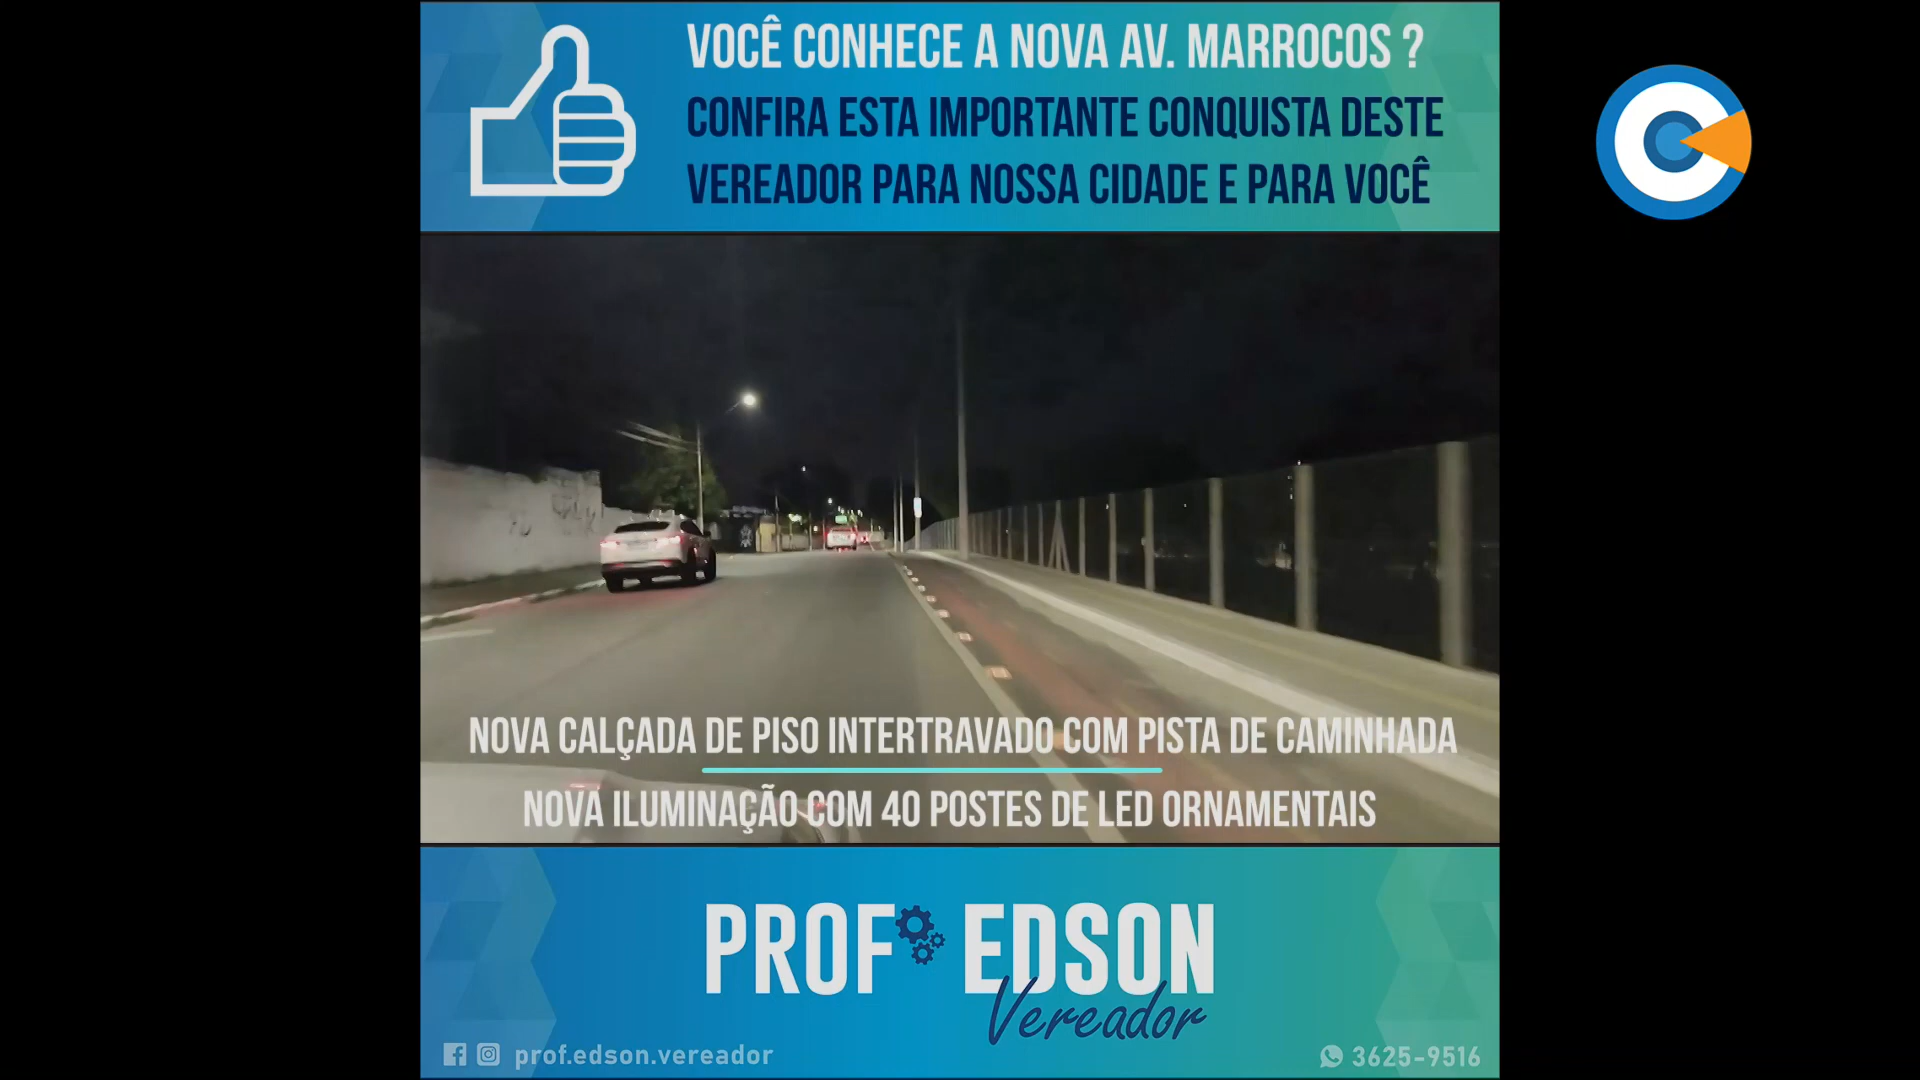 VOCÊ CONHECE A NOVA AV. MARROCOS ?
CONFIRA ESTA IMPORTANTE CONQUISTA DESTE
VEREADOR PARA NOSSA CIDADE E PARA VOCÊ
NOVA CALÇADA DE PISO INTERTRAVADO COM PISTA DE CAMINHADA
NOVA ILUMINAÇÃO COM 40 POSTES DE LED ORNAMENTAIS
PROF EDSON
Vereador
prof.edson.vereador
3625-9516